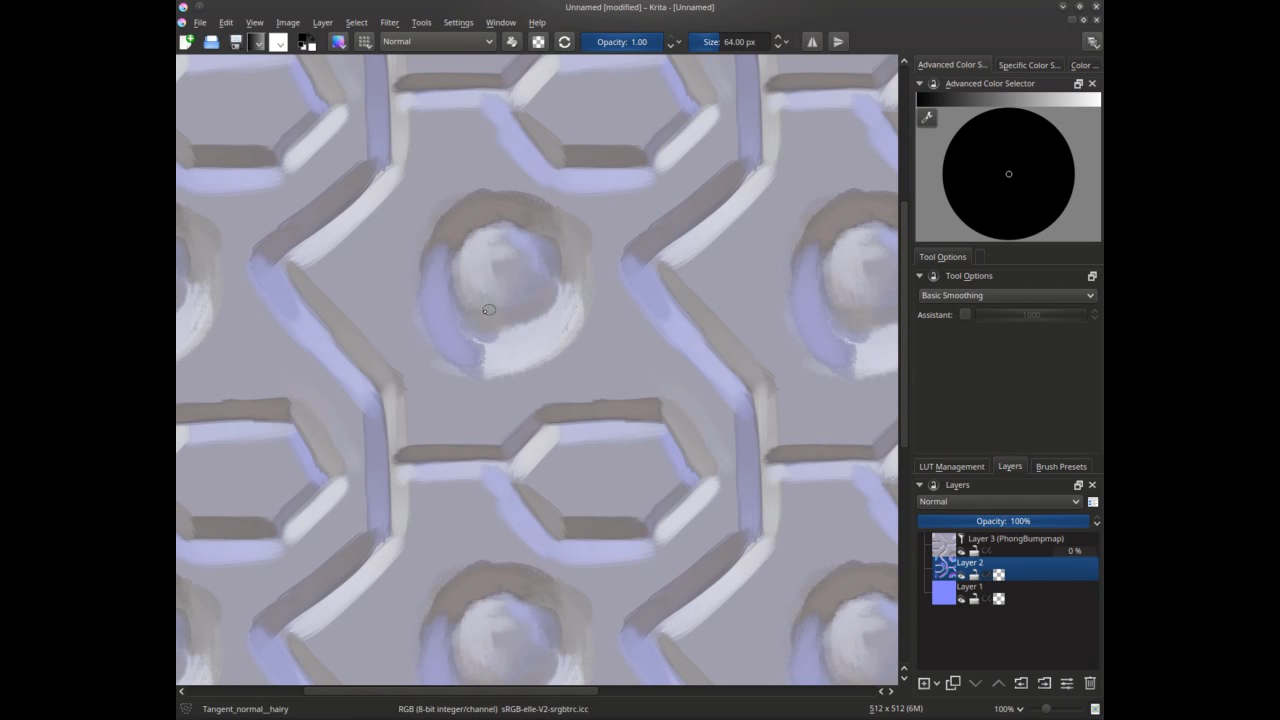 Unnamed [modified] – Krita - [Unnamed]
File Edit View Image Layer Select Filter Tools Settings Window Help
Normal Opacity: 1.00 Size: 64.00 px
Advanced Color S... Specific Color S... Color ...
Advanced Color Selector
Tool Options
Tool Options
Basic Smoothing
Assistant: 1000
LUT Management Layers Brush Presets
Layers
Normal
Opacity: 100%
Layer 3 (PhongBumpmap)
0 %
Layer 2
Layer 1
Tangent_normal__hairy RGB (8-bit integer/channel) sRGB-elle-V2-srgbtrc.icc 512 x 512 (6M) 100%